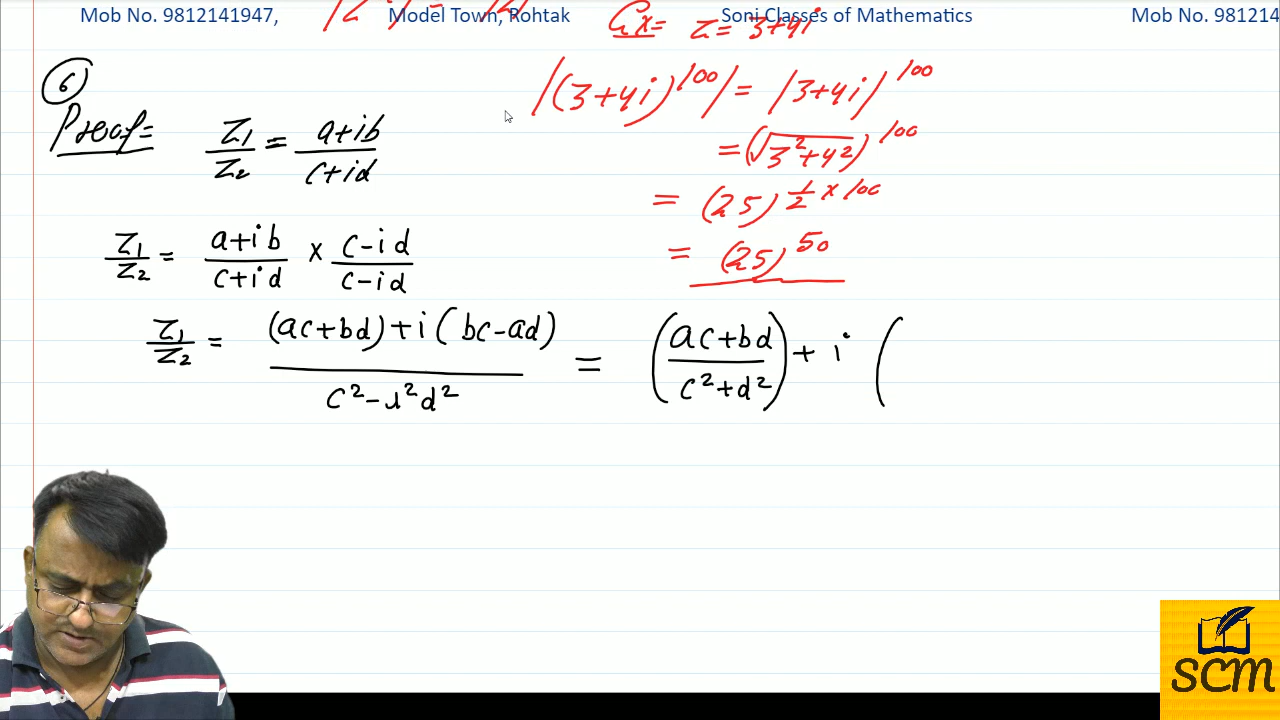 Mob No. 9812141947, Model Town, Rohtak Soni Classes of Mathematics Mob No. 981214
Ex= z = 3+4i
|(3+4i)^100| = |3+4i|^100
= (√3²+4²)^100
= (25)^½ × 100
= (25)^50
6
Proof= z₁/z₂ = a+ib/c+id
z₁/z₂ = a+ib/c+id × c-id/c-id
z₁/z₂ = (ac+bd)+i(bc-ad)/c²-i²d² = (ac+bd/c²+d²) + i (
SCM